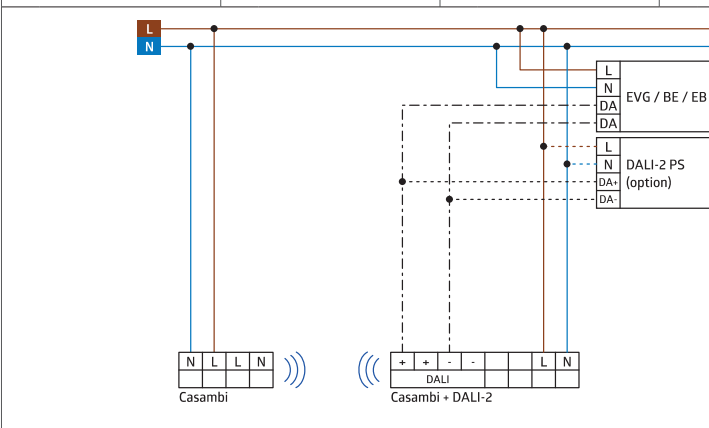 L
N
L
N
DA
DA
EVG / BE / EB
L
N
DA+
DA-
DALI-2 PS
(option)
N L L N
Casambi
+ + - - L N
DALI
Casambi + DALI-2